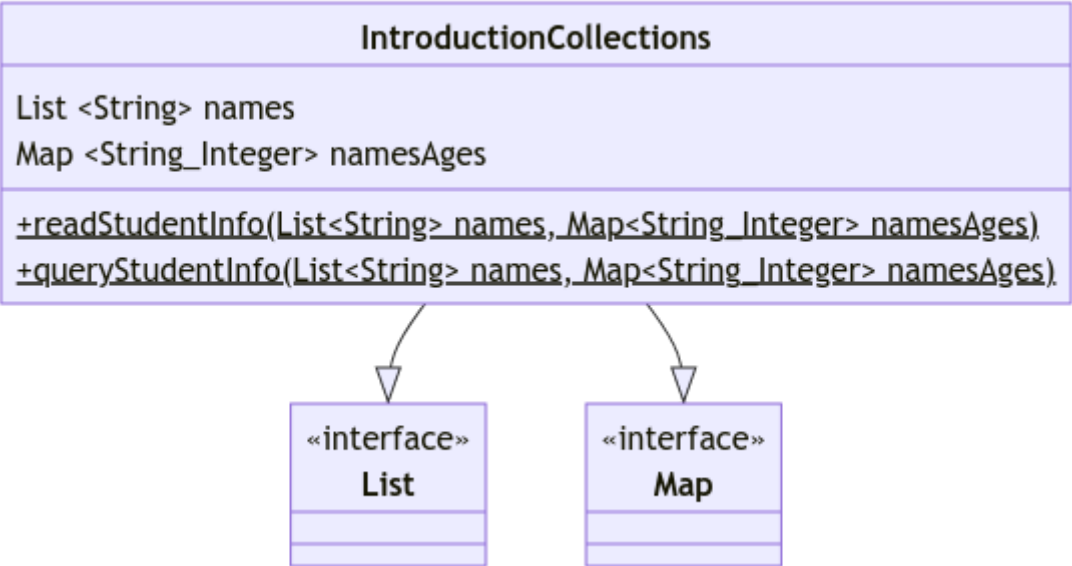 IntroductionCollections
List <String> names
Map <String_Integer> namesAges
+readStudentInfo(List<String> names, Map<String_Integer> namesAges)
+queryStudentInfo(List<String> names, Map<String_Integer> namesAges)
«interface»
List
«interface»
Map